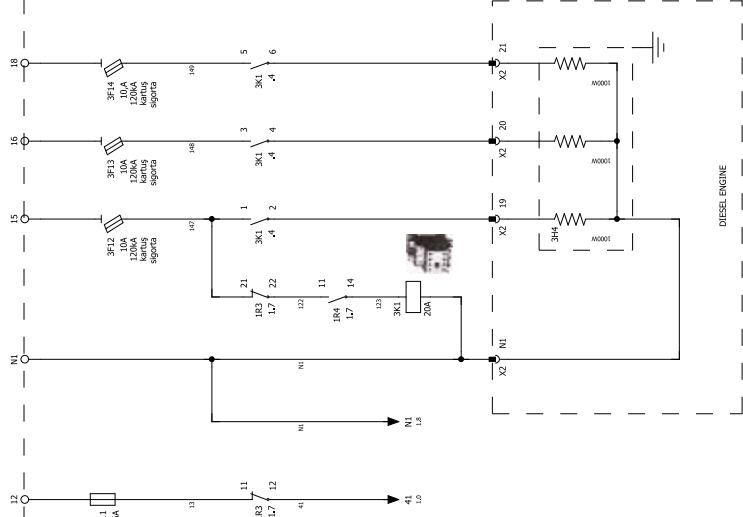 18
3F14
10,A
120kA
kartuş
sigorta
149
5
6
3K1
.4
21
X2
1000W
16
3F13
10A
120kA
kartuş
sigorta
148
3
4
3K1
.4
20
X2
1000W
15
3F12
10A
120kA
kartuş
sigorta
147
1
2
3K1
.4
19
X2
3H4
1000W
DIESEL ENGINE
21
22
1R3
1.7
122
11
14
1R4
1.7
123
3K1
20A
N1
N1
N1
X2
N1
N1
1.8
12
13
11
12
1.7
41
41
1.0